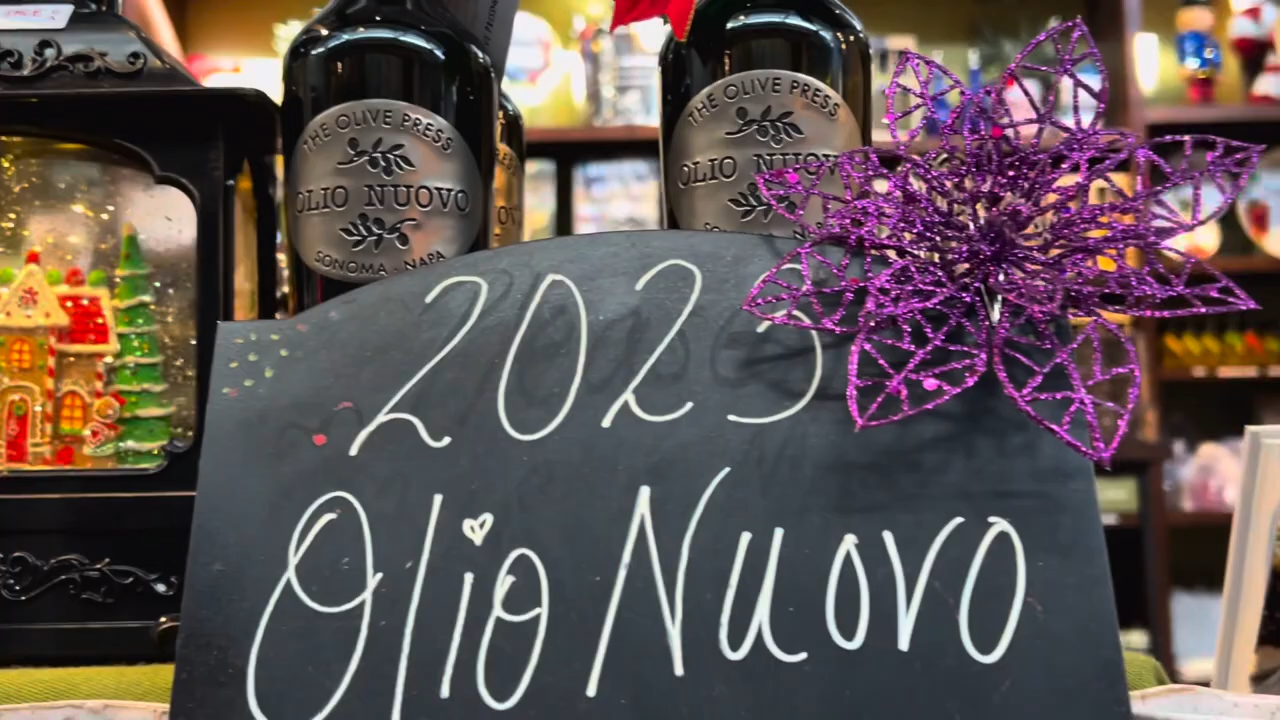 THE OLIVE PRESS
OLIO NUOVO
SONOMA - NAPA
THE OLIVE PRESS
OLIO NUOVO
2023
Olio Nuovo